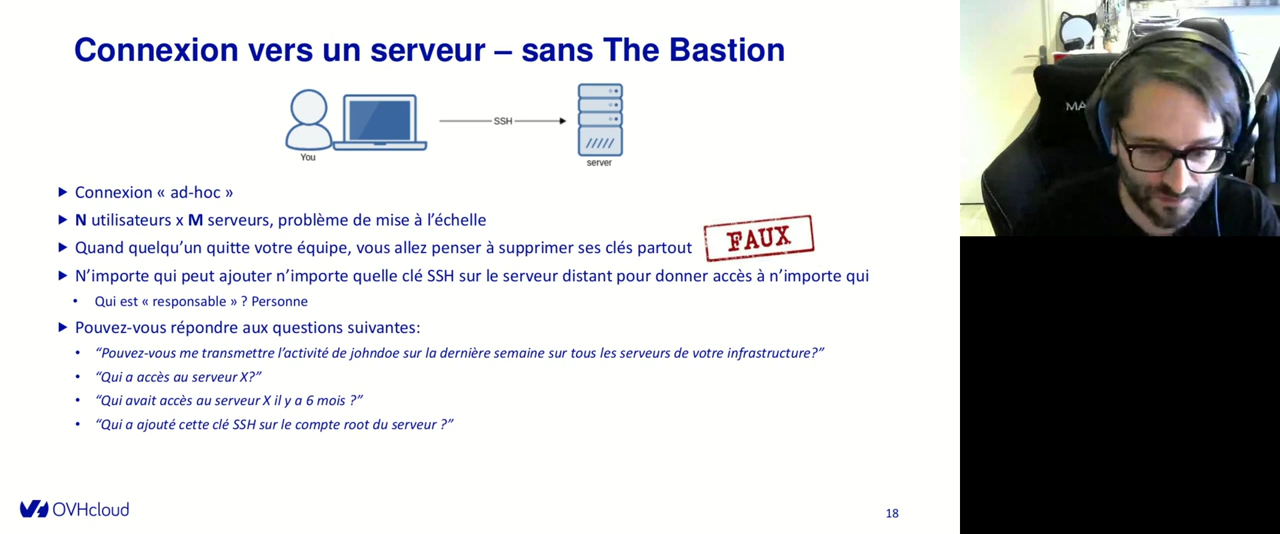 Connexion vers un serveur – sans The Bastion
SSH
You
server
Connexion « ad-hoc »
N utilisateurs x M serveurs, problème de mise à l’échelle
Quand quelqu’un quitte votre équipe, vous allez penser à supprimer ses clés partout
FAUX
N’importe qui peut ajouter n’importe quelle clé SSH sur le serveur distant pour donner accès à n’importe qui
Qui est « responsable » ? Personne
Pouvez-vous répondre aux questions suivantes:
“Pouvez-vous me transmettre l’activité de johndoe sur la dernière semaine sur tous les serveurs de votre infrastructure?”
“Qui a accès au serveur X?”
“Qui avait accès au serveur X il y a 6 mois ?”
“Qui a ajouté cette clé SSH sur le compte root du serveur ?”
OVHcloud
18